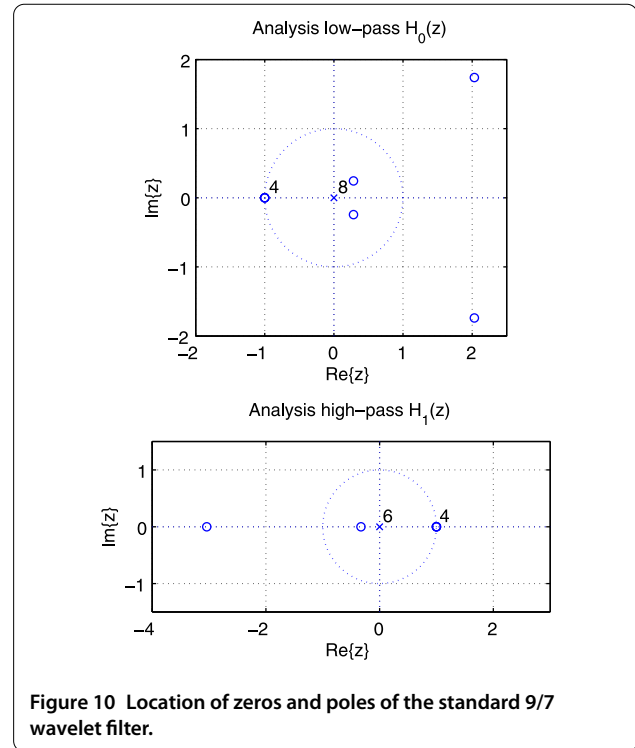 Analysis low−pass H0(z)
2
1
4
8
0
−1
−2
−2
−1
0
1
2
Im{z}
Re{z}
Analysis high−pass H1(z)
1
6
4
0
−1
−4
−2
0
2
Im{z}
Re{z}
Figure 10 Location of zeros and poles of the standard 9/7
wavelet filter.